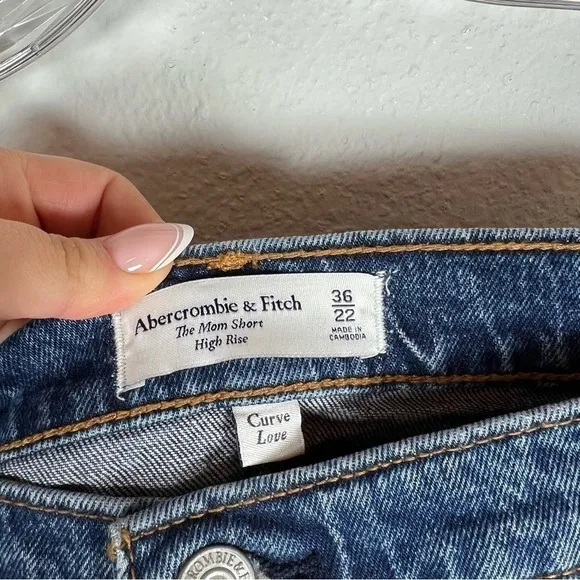 Abercrombie & Fitch
The Mom Short
High Rise
36
22
MADE IN
CAMBODIA
Curve
Love